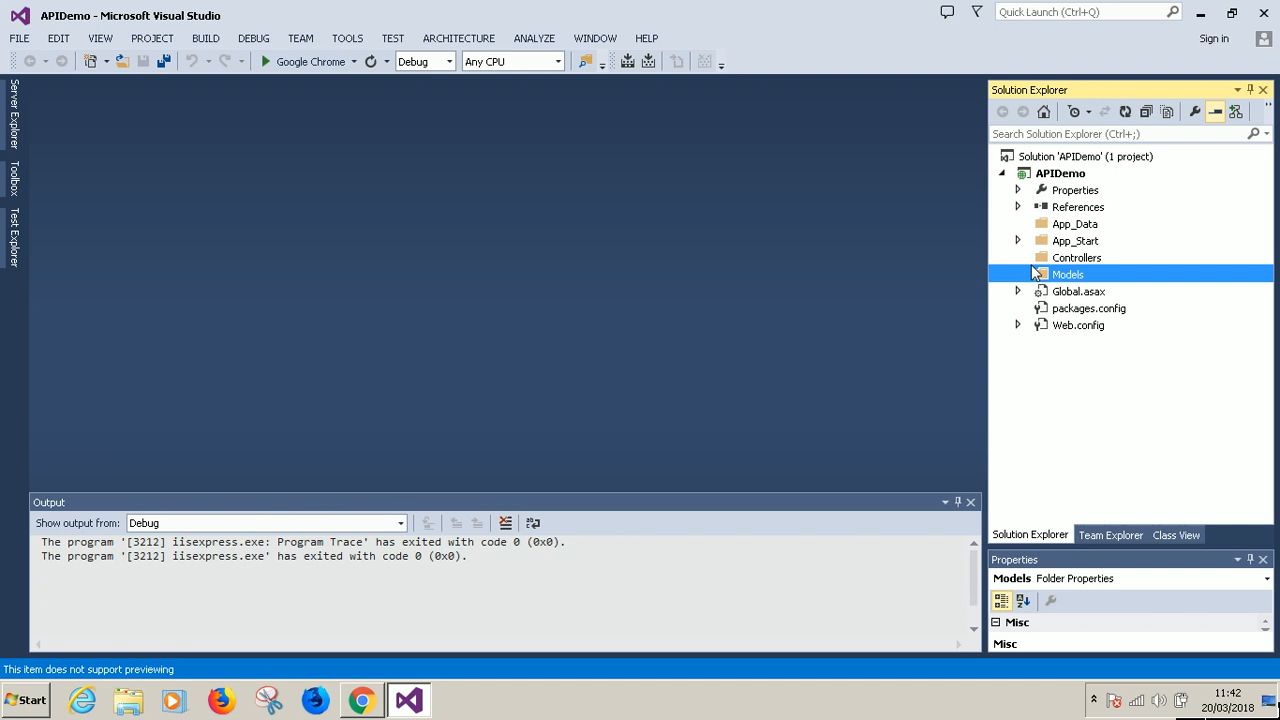 APIDemo - Microsoft Visual Studio
Quick Launch (Ctrl+Q)
FILE EDIT VIEW PROJECT BUILD DEBUG TEAM TOOLS TEST ARCHITECTURE ANALYZE WINDOW HELP
Sign in
Google Chrome Debug Any CPU
Server Explorer
Toolbox
Test Explorer
Solution Explorer
Search Solution Explorer (Ctrl+;)
Solution 'APIDemo' (1 project)
APIDemo
Properties
References
App_Data
App_Start
Controllers
Models
Global.asax
packages.config
Web.config
Solution Explorer Team Explorer Class View
Properties
Models Folder Properties
Misc
Misc
Output
Show output from: Debug
The program '[3212] iisexpress.exe: Program Trace' has exited with code 0 (0x0).
The program '[3212] iisexpress.exe' has exited with code 0 (0x0).
This item does not support previewing
Start
11:42
20/03/2018